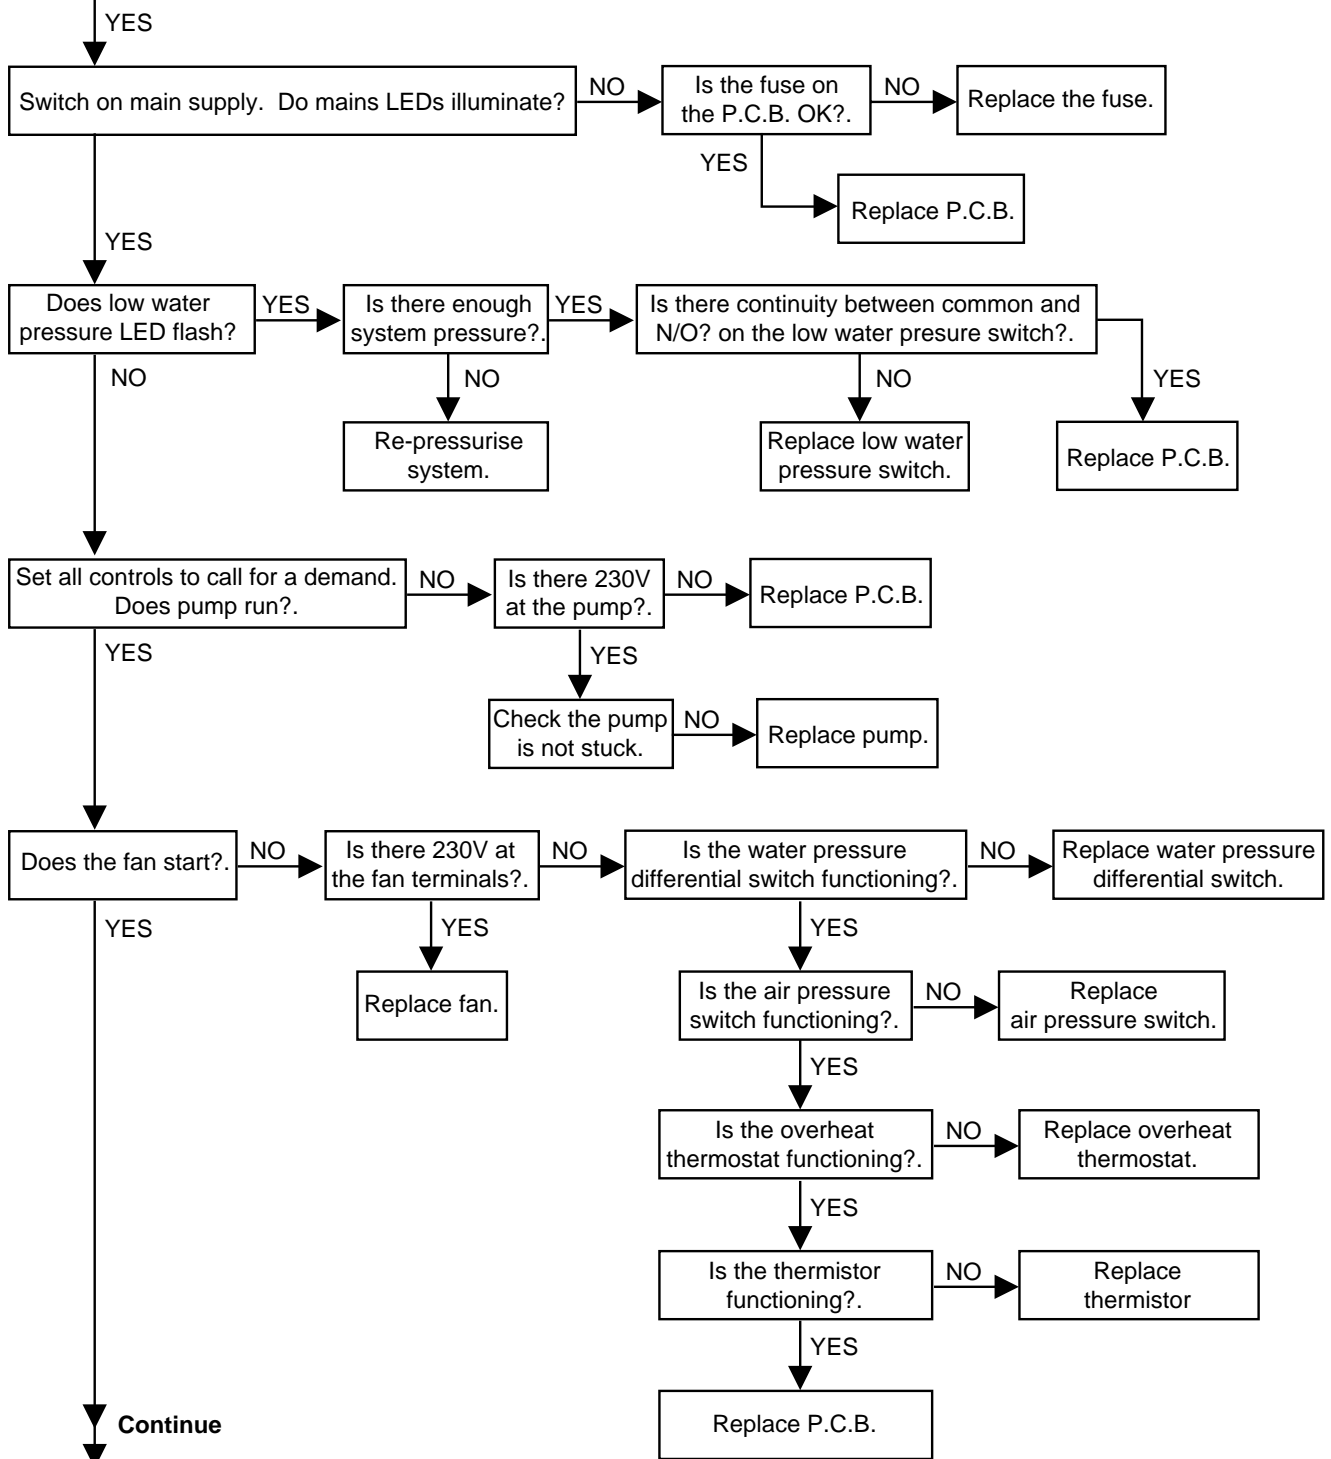 YES
Switch on main supply.  Do mains LEDs illuminate?
NO
Is the fuse on
the P.C.B. OK?.
NO
Replace the fuse.
YES
Replace P.C.B.
YES
Does low water
pressure LED flash?
YES
Is there enough
system pressure?.
YES
Is there continuity between common and
N/O? on the low water presure switch?.
NO
NO
NO
YES
Re-pressurise
system.
Replace low water
pressure switch.
Replace P.C.B.
Set all controls to call for a demand.
Does pump run?.
NO
Is there 230V
at the pump?.
NO
Replace P.C.B.
YES
YES
Check the pump
is not stuck.
NO
Replace pump.
Does the fan start?.
NO
Is there 230V at
the fan terminals?.
NO
Is the water pressure
differential switch functioning?.
NO
Replace water pressure
differential switch.
YES
YES
YES
Replace fan.
Is the air pressure
switch functioning?.
NO
Replace
air pressure switch.
YES
Is the overheat
thermostat functioning?.
NO
Replace overheat
thermostat.
YES
Is the thermistor
functioning?.
NO
Replace
thermistor
YES
Replace P.C.B.
Continue